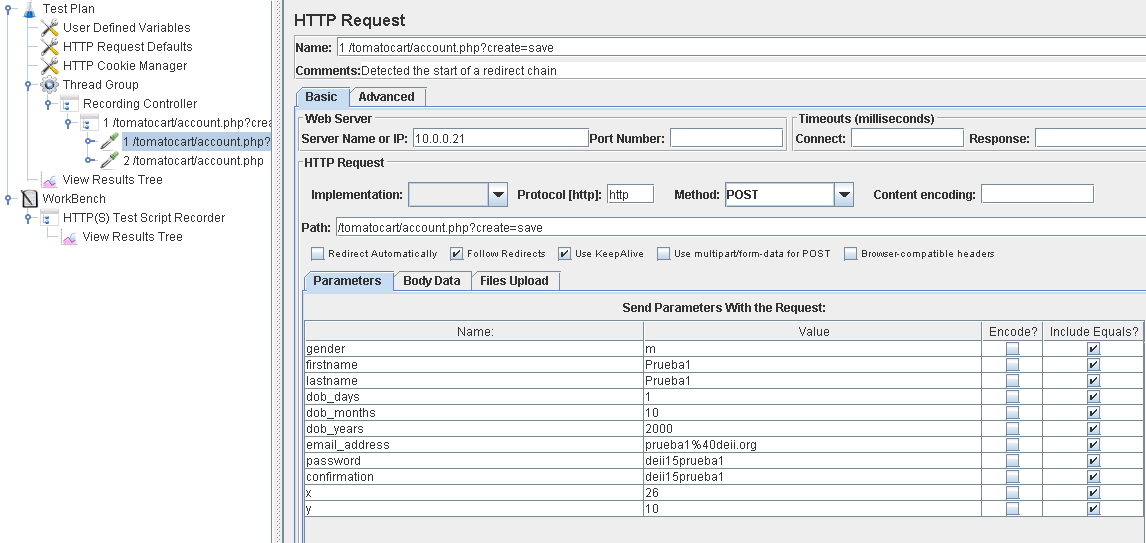 Test Plan
User Defined Variables
HTTP Request Defaults
HTTP Cookie Manager
Thread Group
Recording Controller
1 /tomatocart/account.php?crea
1 /tomatocart/account.php?
2 /tomatocart/account.php
View Results Tree
WorkBench
HTTP(S) Test Script Recorder
View Results Tree
HTTP Request
Name: 1 /tomatocart/account.php?create=save
Comments: Detected the start of a redirect chain
Basic Advanced
Web Server Timeouts (milliseconds)
Server Name or IP: 10.0.0.21 Port Number: Connect: Response:
HTTP Request
Implementation: Protocol [http]: http Method: POST Content encoding:
Path: /tomatocart/account.php?create=save
Redirect Automatically Follow Redirects Use KeepAlive Use multipart/form-data for POST Browser-compatible headers
Parameters Body Data Files Upload
Send Parameters With the Request:
Name: Value Encode? Include Equals?
gender m
firstname Prueba1
lastname Prueba1
dob_days 1
dob_months 10
dob_years 2000
email_address prueba1%40deii.org
password deii15prueba1
confirmation deii15prueba1
x 26
y 10